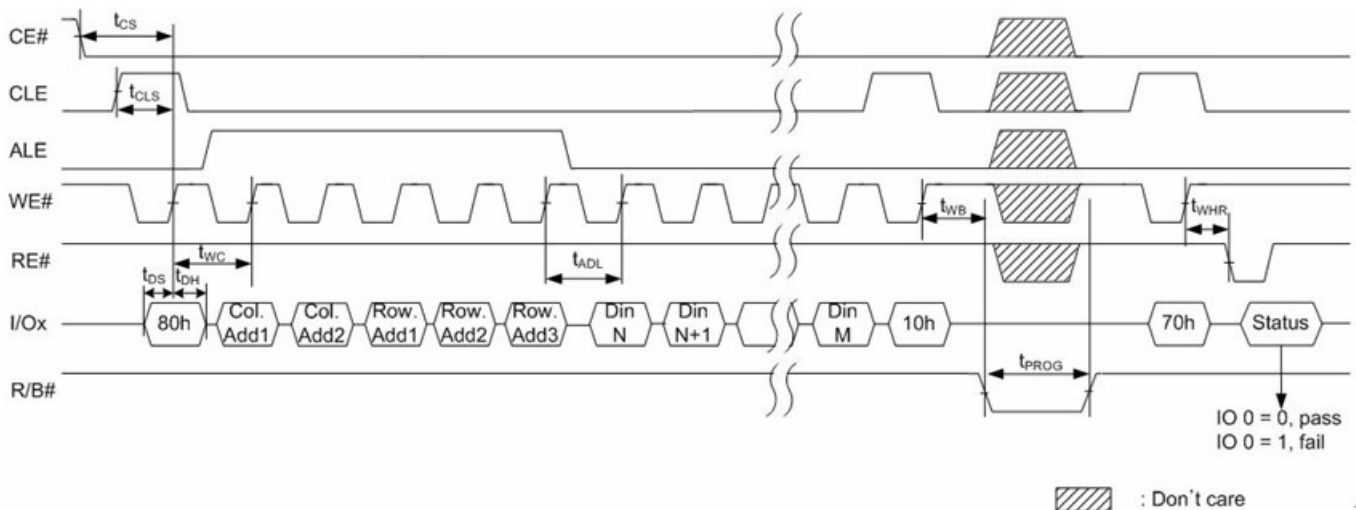 CE#
tCS
CLE
tCLS
ALE
WE#
tWB
tWHR
RE#
tDS
tDH
tWC
tADL
I/Ox
80h
Col. Add1
Col. Add2
Row. Add1
Row. Add2
Row. Add3
Din N
Din N+1
Din M
10h
70h
Status
tPROG
R/B#
IO 0 = 0, pass
IO 0 = 1, fail
: Don`t care